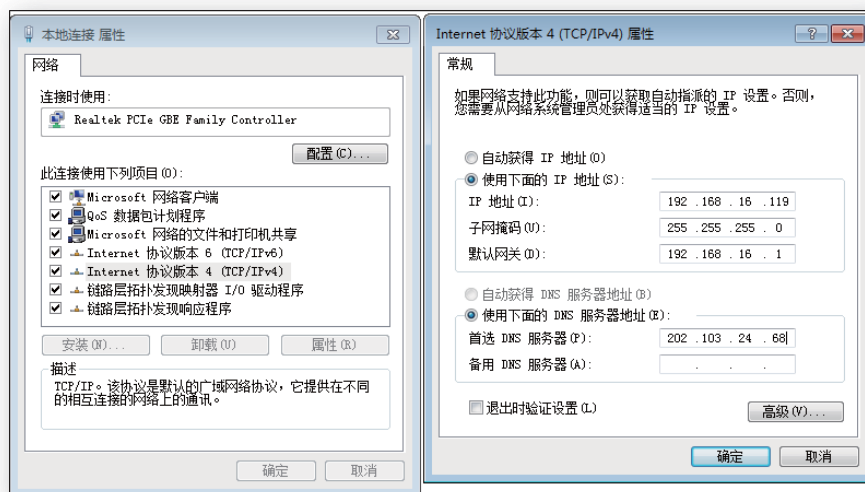 本地连接 属性
网络
连接时使用:
Realtek PCIe GBE Family Controller
配置(C)...
此连接使用下列项目(O):
Microsoft 网络客户端
QoS 数据包计划程序
Microsoft 网络的文件和打印机共享
Internet 协议版本 6 (TCP/IPv6)
Internet 协议版本 4 (TCP/IPv4)
链路层拓扑发现映射器 I/O 驱动程序
链路层拓扑发现响应程序
安装(N)...
卸载(U)
属性(R)
描述
TCP/IP。该协议是默认的广域网络协议，它提供在不同
的相互连接的网络上的通讯。
确定
取消
Internet 协议版本 4 (TCP/IPv4) 属性
常规
如果网络支持此功能，则可以获取自动指派的 IP 设置。否则，
您需要从网络系统管理员处获得适当的 IP 设置。
自动获得 IP 地址(O)
使用下面的 IP 地址(S):
IP 地址(I): 192 .168 .16 .119
子网掩码(U): 255 .255 .255 . 0
默认网关(D): 192 .168 .16 . 1
自动获得 DNS 服务器地址(B)
使用下面的 DNS 服务器地址(E):
首选 DNS 服务器(P): 202 .103 .24 .68
备用 DNS 服务器(A): . . .
退出时验证设置(L)
高级(V)...
确定
取消